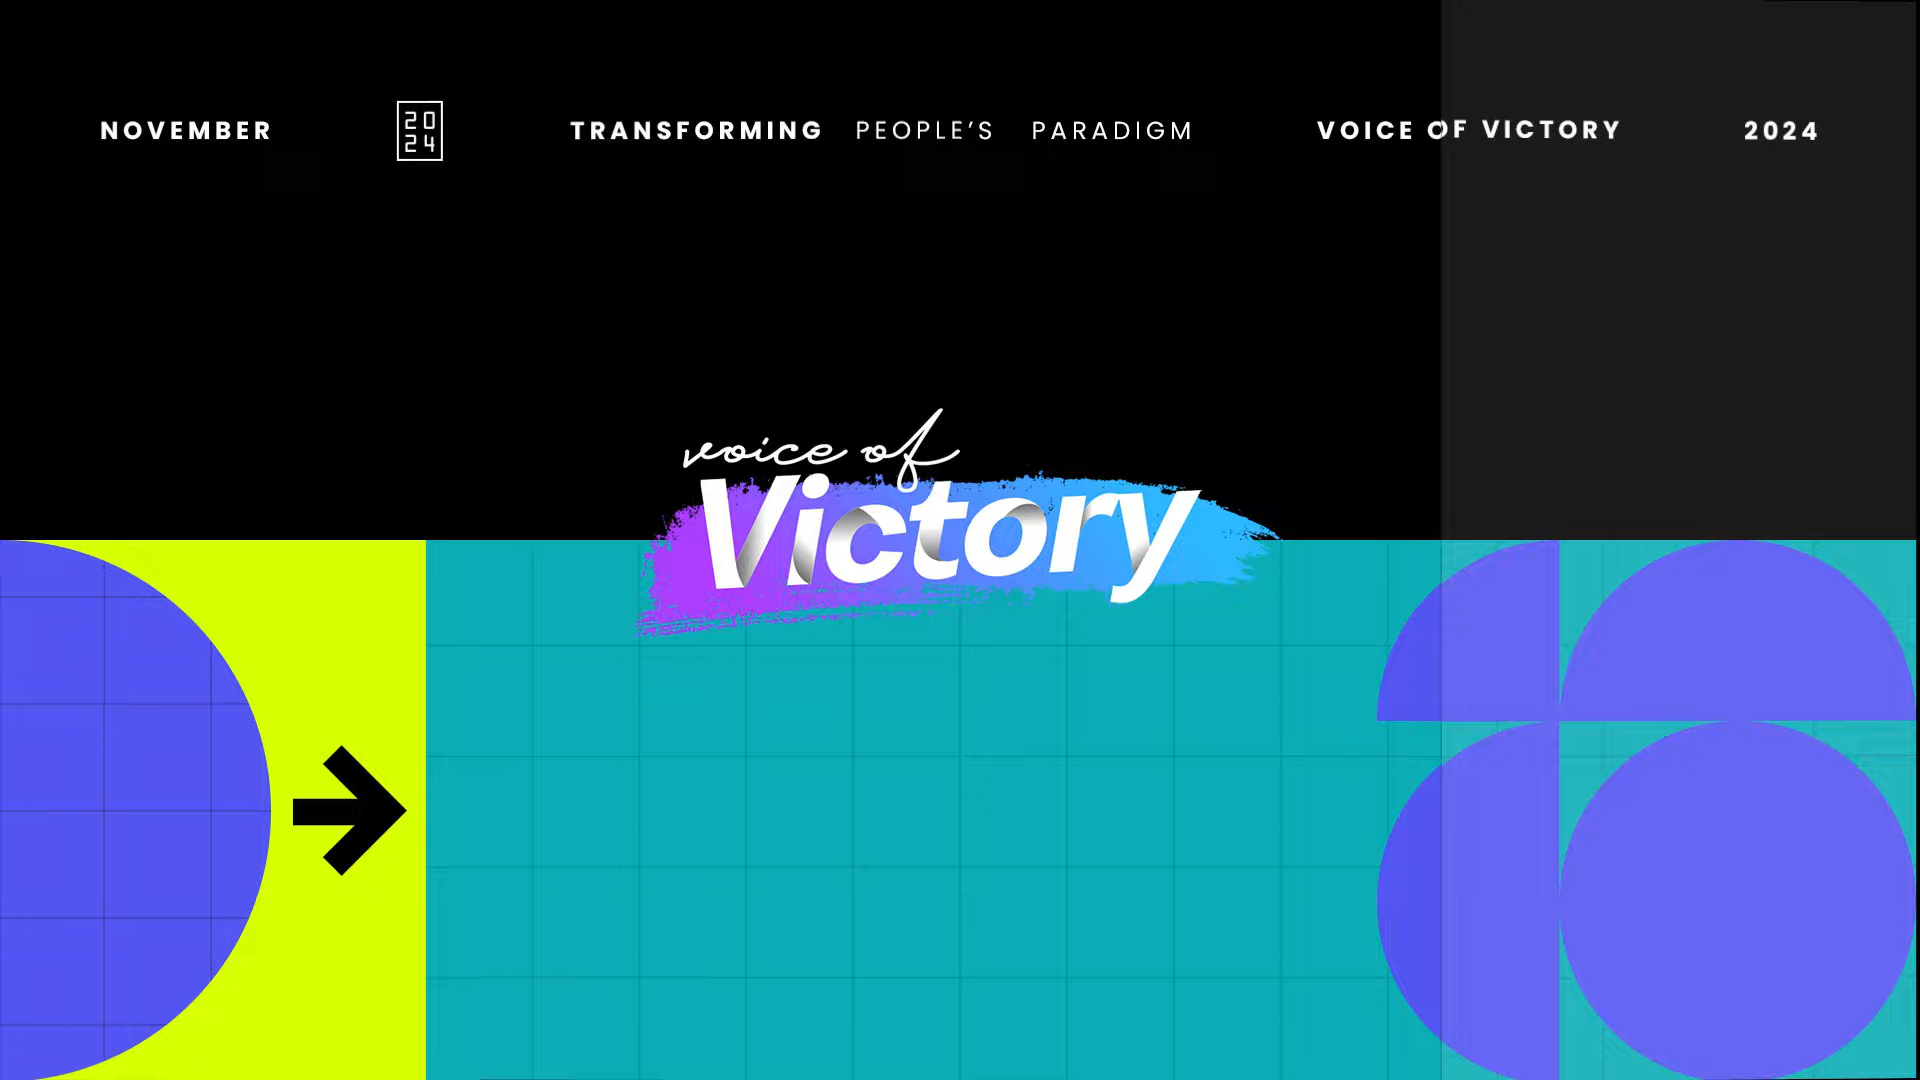 NOVEMBER 20 TRANSFORMING PEOPLE’S PARADIGM VOICE OF VICTORY 2024
24
voice of
Victory